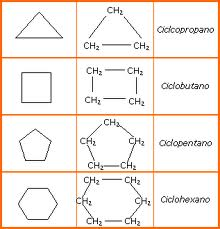 CH₂
CH₂ CH₂
Ciclopropano
CH₂ CH₂
CH₂ CH₂
Ciclobutano
CH₂
CH₂ CH₂
CH₂ CH₂
Ciclopentano
CH₂ CH₂
CH₂ CH₂
CH₂ CH₂
Ciclohexano